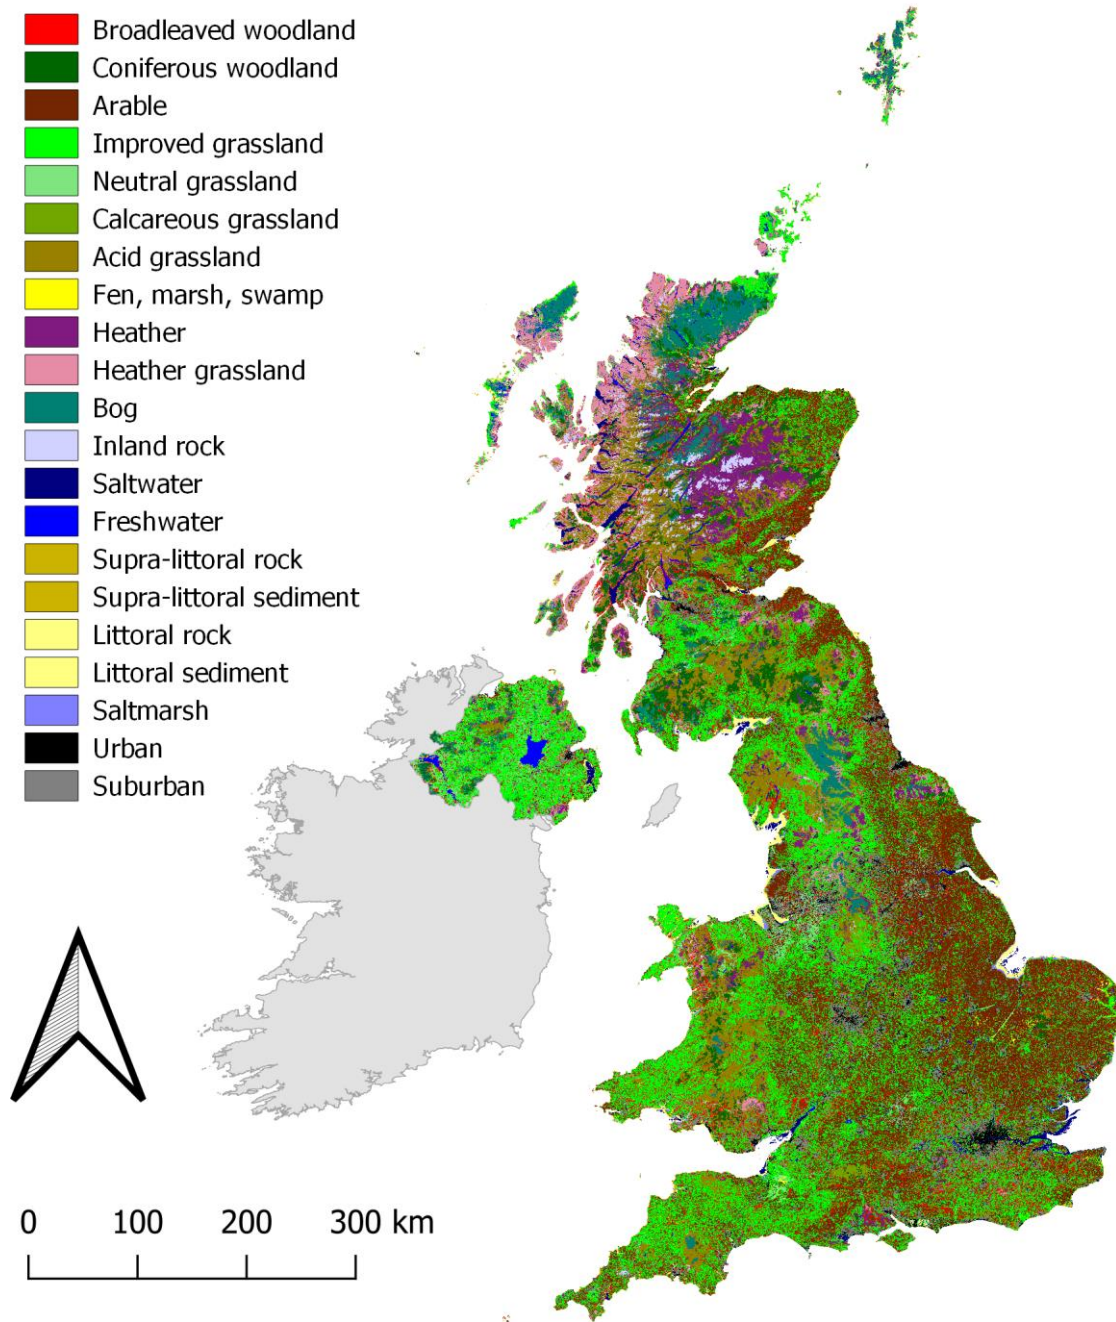 Broadleaved woodland
Coniferous woodland
Arable
Improved grassland
Neutral grassland
Calcareous grassland
Acid grassland
Fen, marsh, swamp
Heather
Heather grassland
Bog
Inland rock
Saltwater
Freshwater
Supra-littoral rock
Supra-littoral sediment
Littoral rock
Littoral sediment
Saltmarsh
Urban
Suburban
0 100 200 300 km